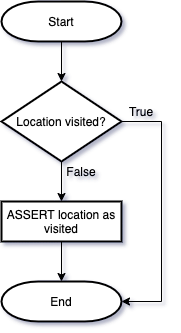 Start
Location visited?
True
False
ASSERT location as
visited
End